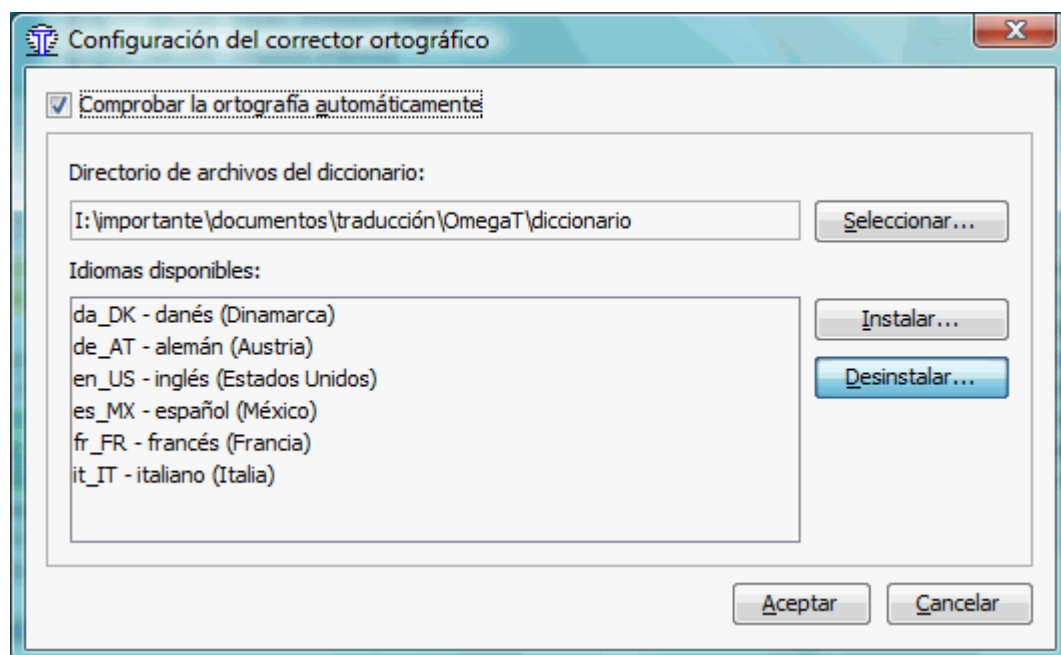 Configuración del corrector ortográfico
Comprobar la ortografía automáticamente
Directorio de archivos del diccionario:
I:\importante\documentos\traducción\OmegaT\diccionario
Seleccionar...
Idiomas disponibles:
da_DK - danés (Dinamarca)
de_AT - alemán (Austria)
en_US - inglés (Estados Unidos)
es_MX - español (México)
fr_FR - francés (Francia)
it_IT - italiano (Italia)
Instalar...
Desinstalar...
Aceptar
Cancelar